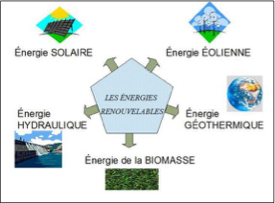 Énergie SOLAIRE
Énergie ÉOLIENNE
LES ÉNERGIES
RENOUVELABLES
Énergie
HYDRAULIQUE
Énergie
GÉOTHERMIQUE
Énergie de la BIOMASSE